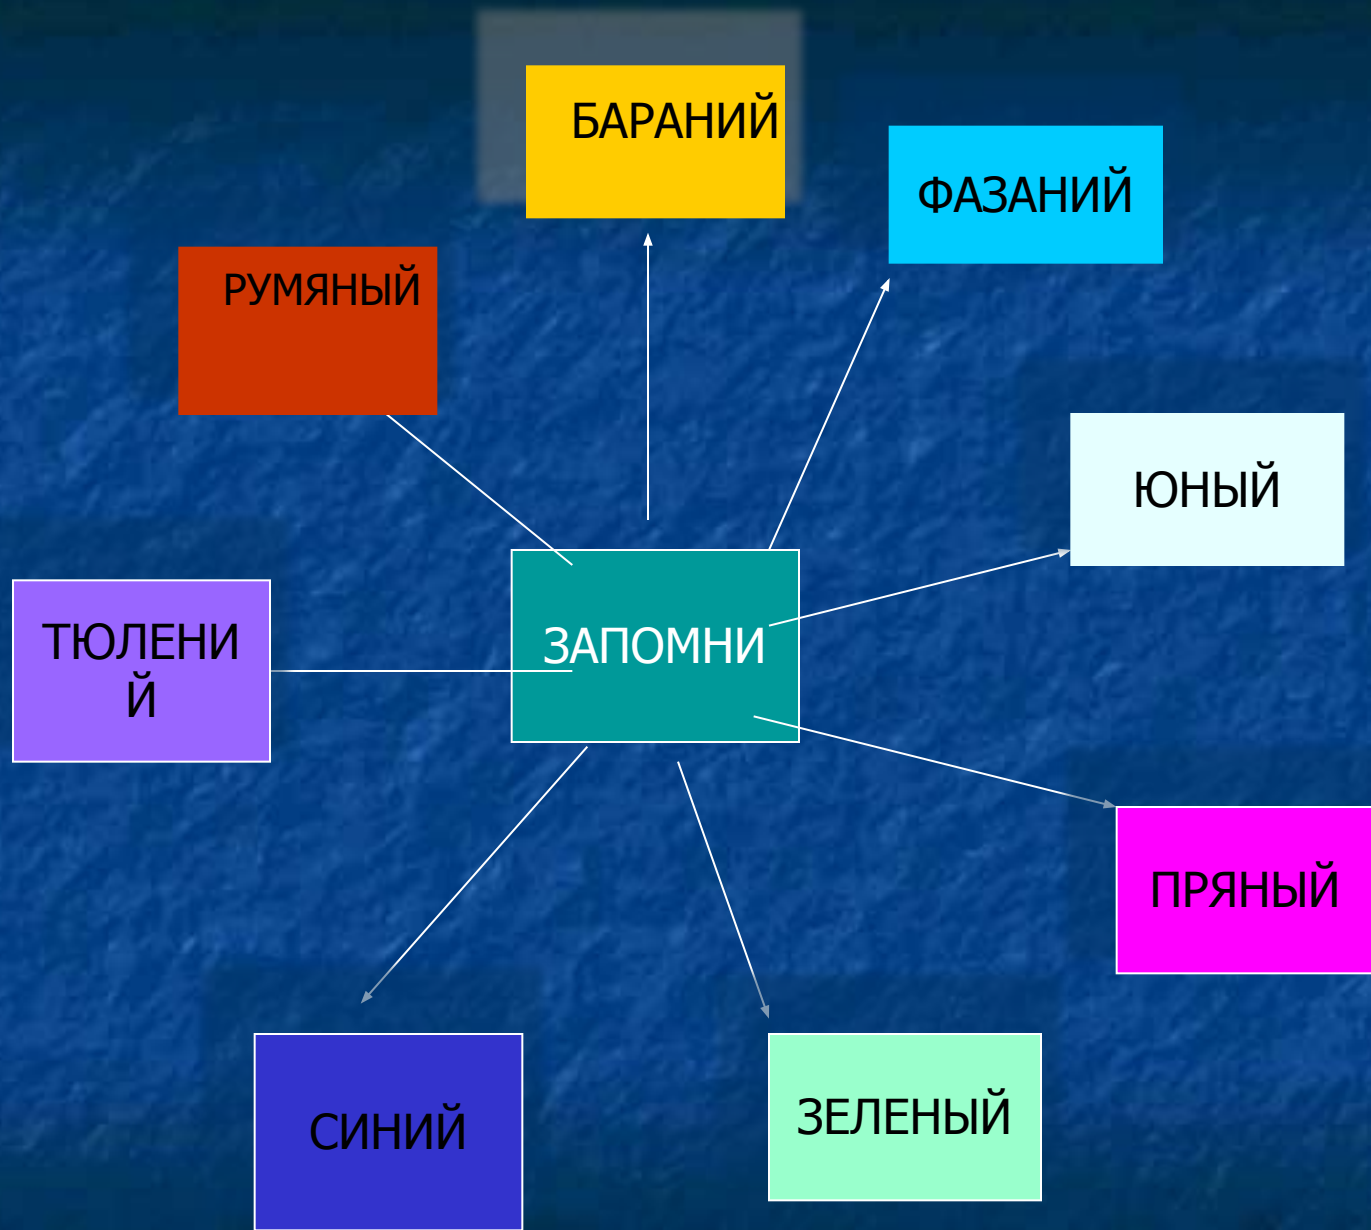 БАРАНИЙ
ФАЗАНИЙ
РУМЯНЫЙ
ЮНЫЙ
ТЮЛЕНИ
Й
ЗАПОМНИ
ПРЯНЫЙ
СИНИЙ
ЗЕЛЕНЫЙ